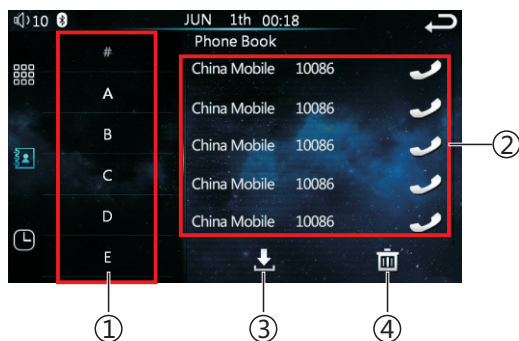 10 JUN 1th 00:18
Phone Book
#
A
B
C
D
E
China Mobile 10086
China Mobile 10086
China Mobile 10086
China Mobile 10086
China Mobile 10086
②
① ③ ④